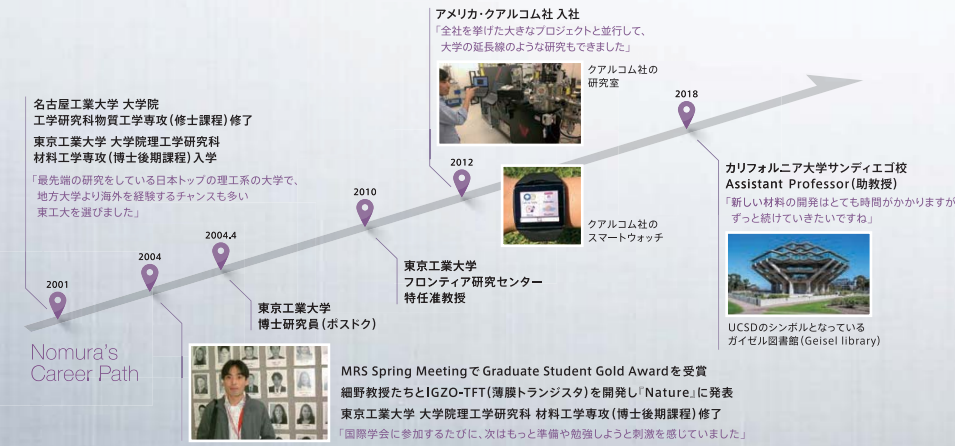 Nomura's
Career Path
2001
名古屋工業大学 大学院
工学研究科物質工学専攻(修士課程)修了
東京工業大学 大学院理工学研究科
材料工学専攻(博士後期課程)入学
「最先端の研究をしている日本トップの理工系の大学で、
地方大学より海外を経験するチャンスも多い
東工大を選びました」
2004
MRS Spring MeetingでGraduate Student Gold Awardを受賞
細野教授たちとIGZO-TFT(薄膜トランジスタ)を開発し『Nature』に発表
東京工業大学 大学院理工学研究科 材料工学専攻(博士後期課程)修了
「国際学会に参加するたびに、次はもっと準備や勉強しようと刺激を感じていました」
2004.4
東京工業大学
博士研究員(ポスドク)
2010
東京工業大学
フロンティア研究センター
特任准教授
2012
アメリカ・クアルコム社 入社
「全社を挙げた大きなプロジェクトと並行して、
大学の延長線のような研究もできました」
クアルコム社の
研究室
クアルコム社の
スマートウォッチ
2018
カリフォルニア大学サンディエゴ校
Assistant Professor(助教授)
「新しい材料の開発はとても時間がかかりますが
ずっと続けていきたいですね」
UCSDのシンボルとなっている
ガイゼル図書館(Geisel library)